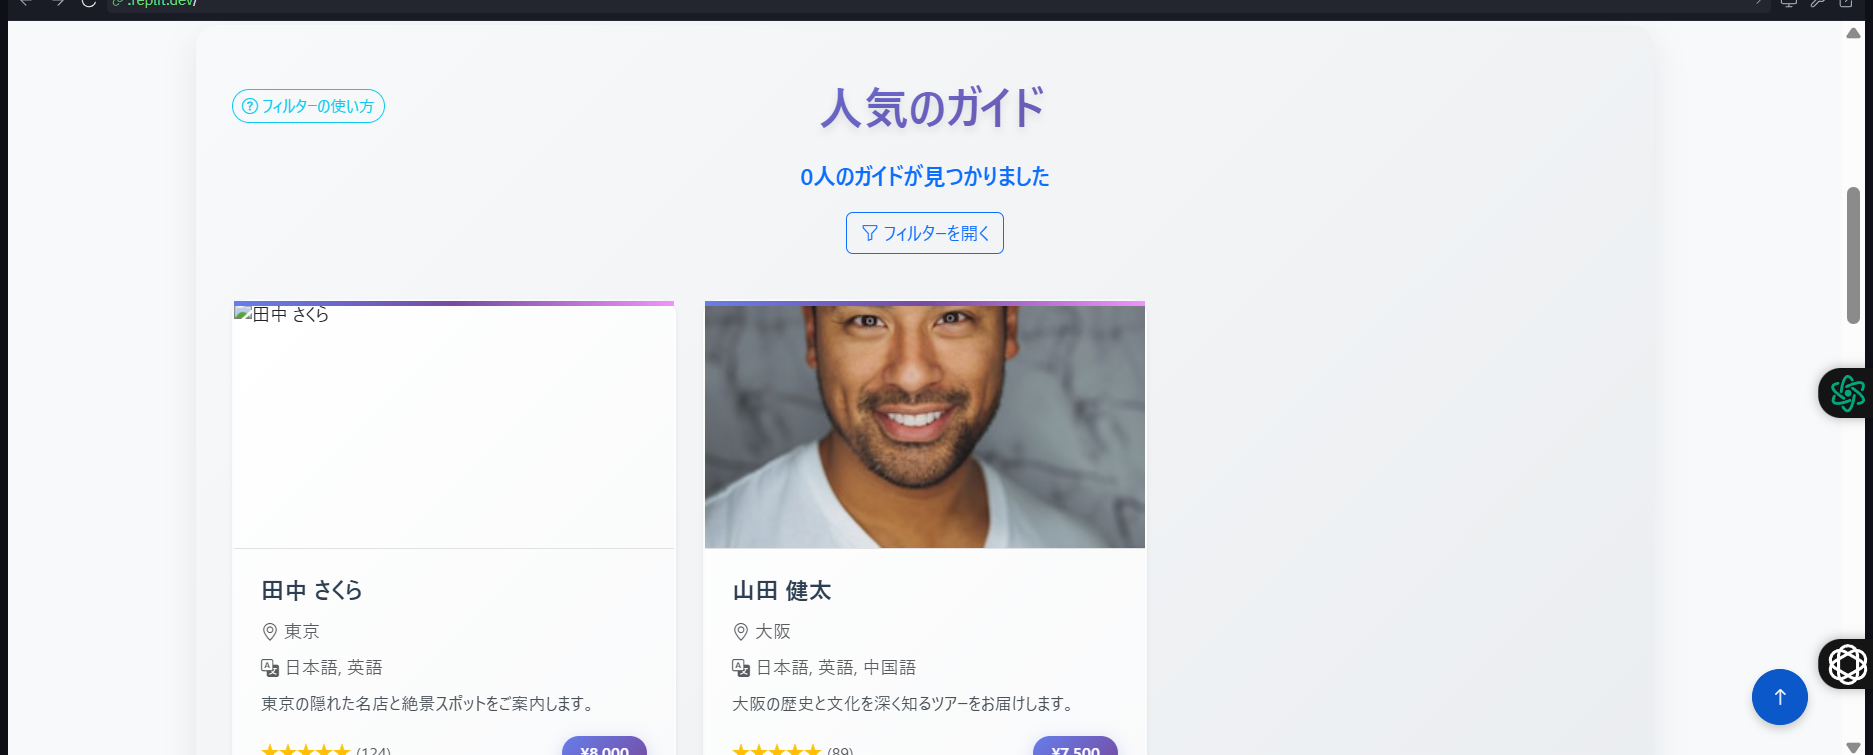 .replit.dev/
フィルターの使い方
人気のガイド
0人のガイドが見つかりました
フィルターを開く
田中 さくら
田中 さくら
東京
日本語, 英語
東京の隠れた名店と絶景スポットをご案内します。
★★★★★ (124)
¥8,000
山田 健太
大阪
日本語, 英語, 中国語
大阪の歴史と文化を深く知るツアーをお届けします。
★★★★★ (89)
¥7,500